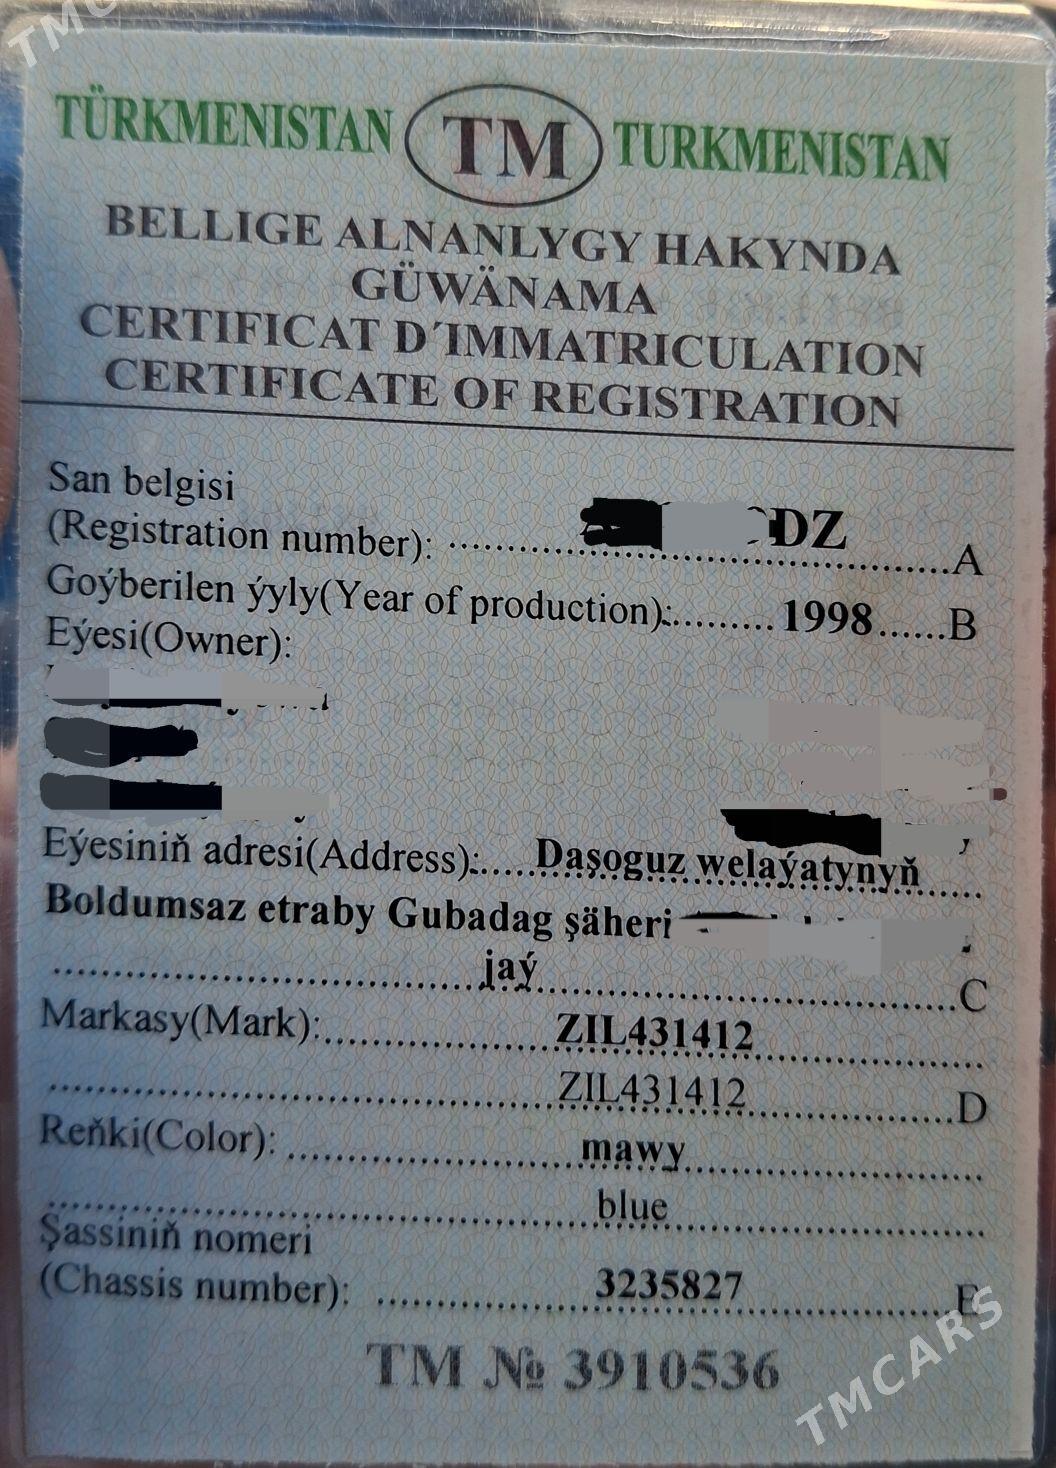 TÜRKMENISTAN TM TURKMENISTAN
BELLIGE ALNANLYGY HAKYNDA
GÜWÄNAMA
CERTIFICAT D´IMMATRICULATION
CERTIFICATE OF REGISTRATION
San belgisi
(Registration number): DZ A
Goýberilen ýyly(Year of production): 1998 B
Eýesi(Owner):
Eýesiniň adresi(Address): Daşoguz welaýatynyň
Boldumsaz etraby Gubadag şäheri
jaý C
Markasy(Mark): ZIL431412
ZIL431412 D
Reňki(Color): mawy
blue
Şassiniň nomeri
(Chassis number): 3235827 E
TM № 3910536
TMCARS